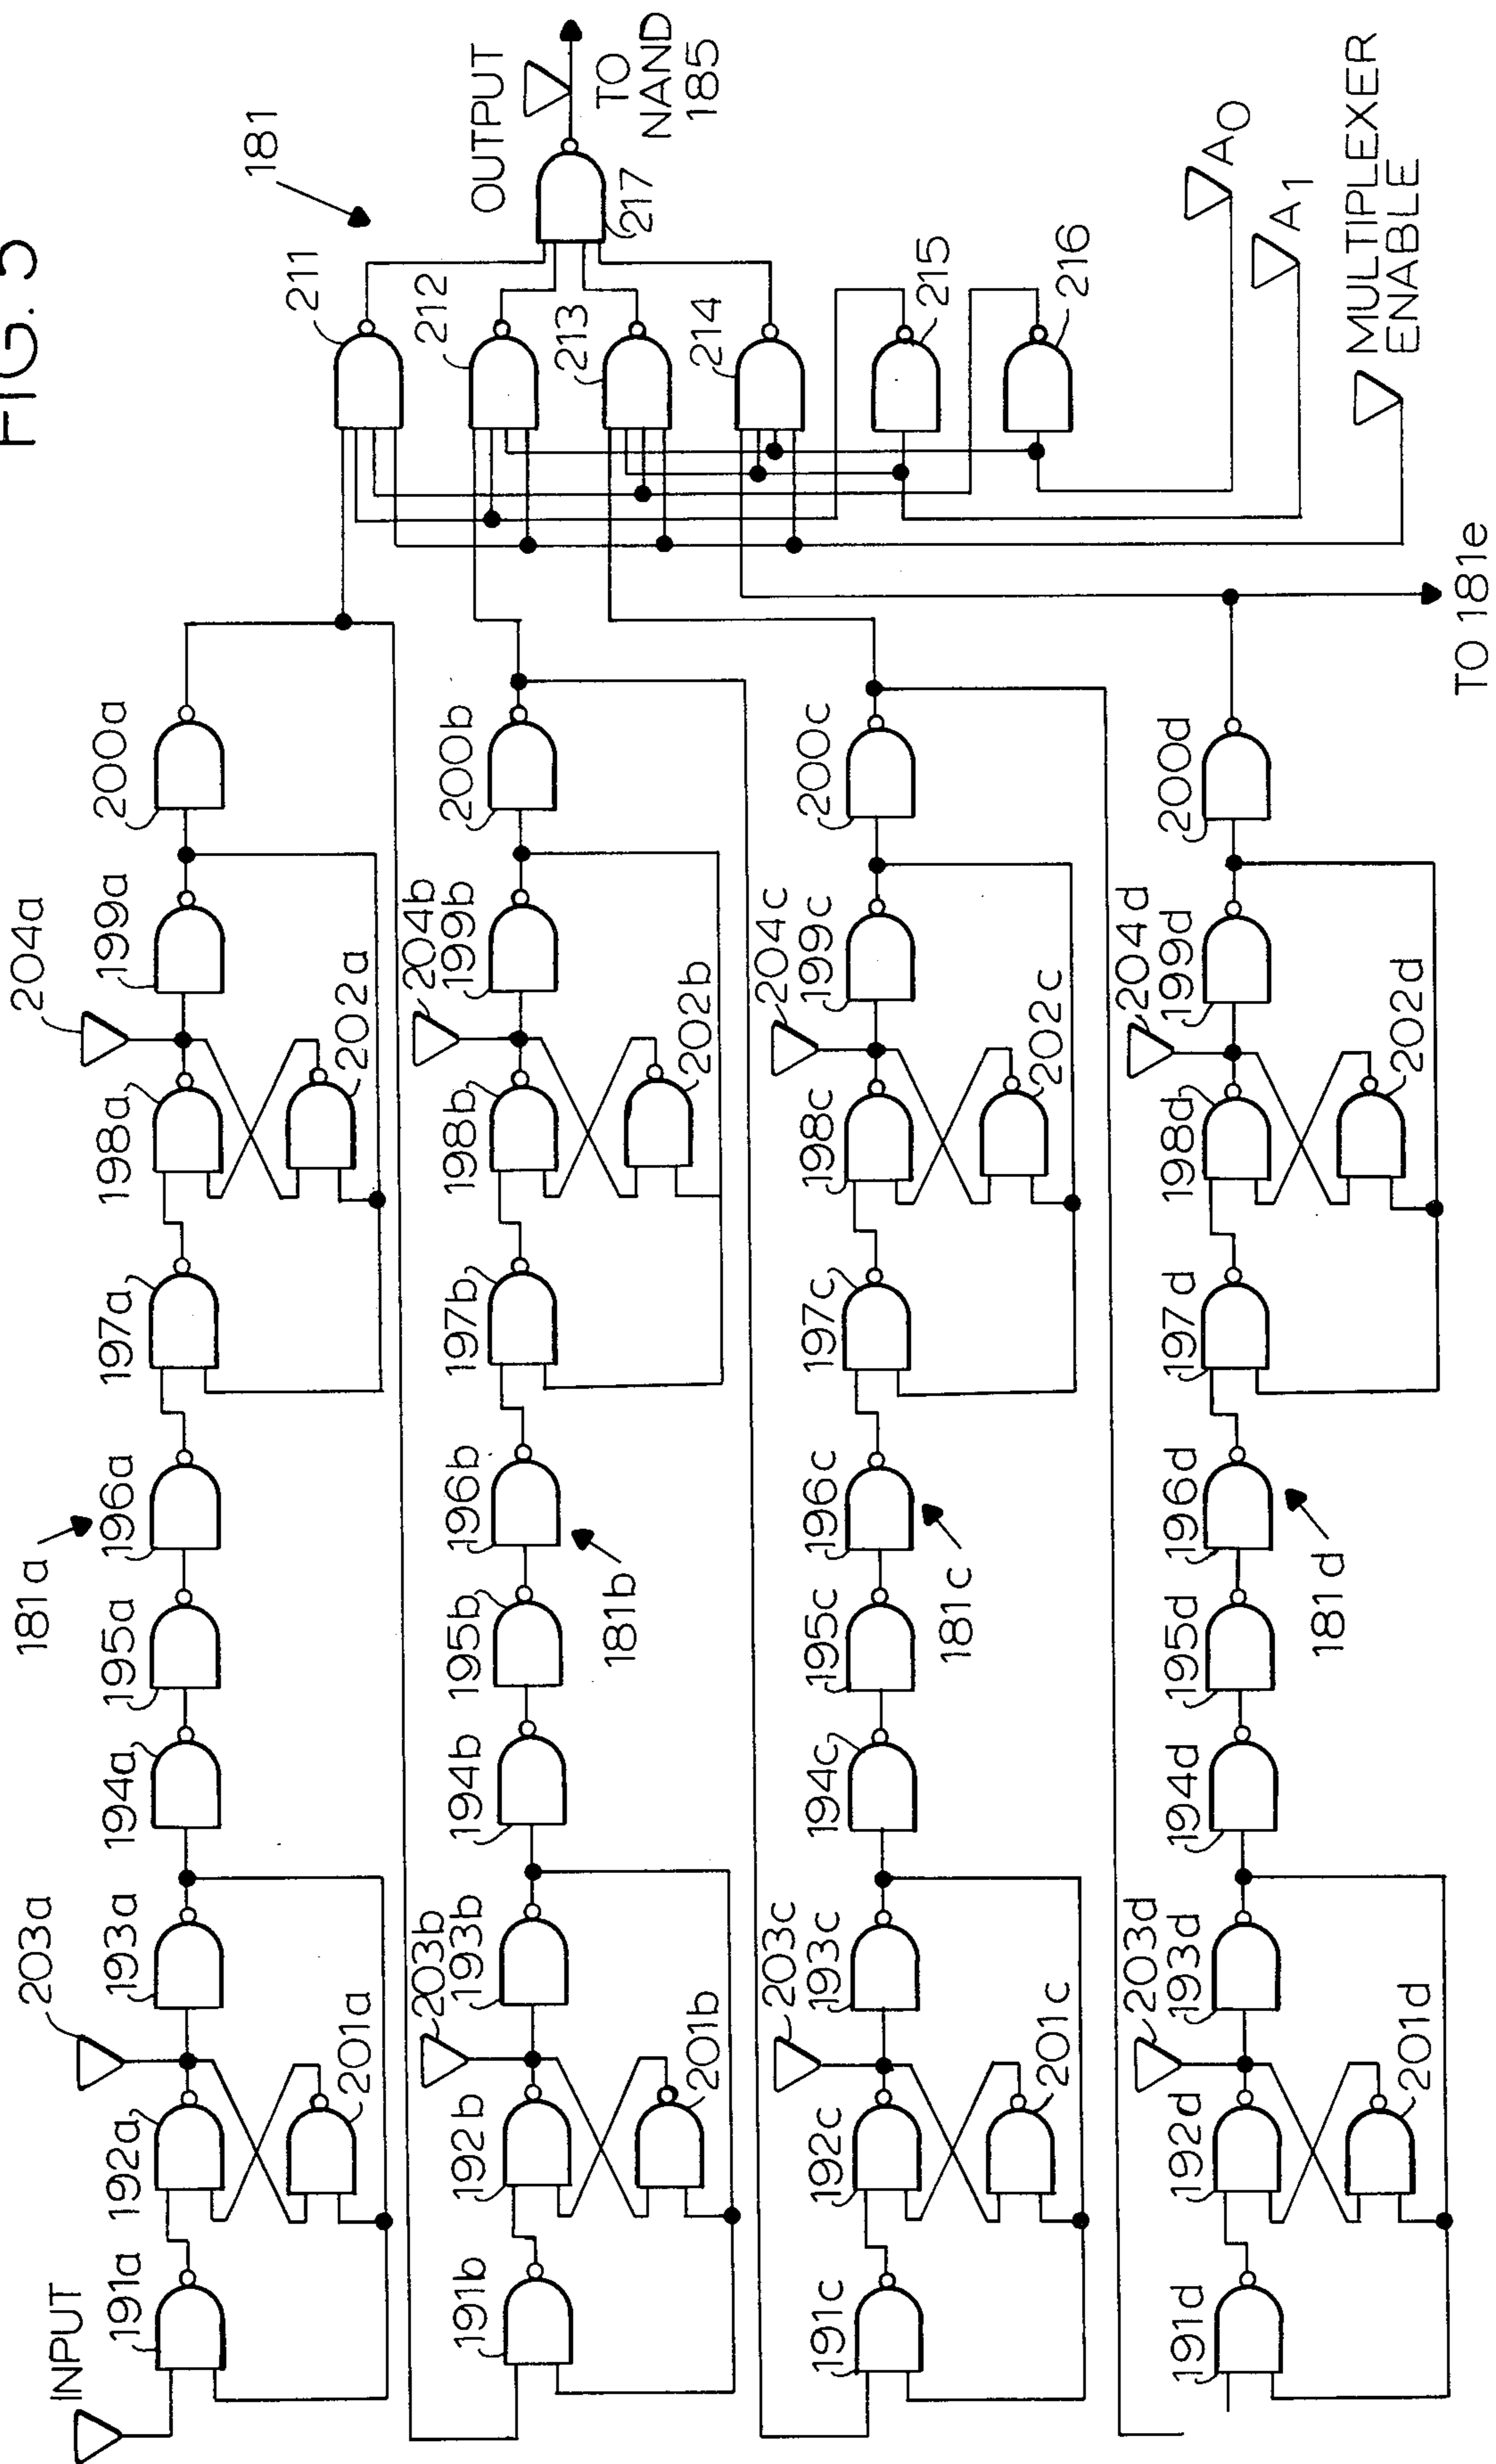 FIG. 5
INPUT
191a
192a
203a
201a
193a
194a
195a
181a
196a
197a
198a
204a
202a
199a
200a
191b
192b
203b
201b
193b
194b
195b
181b
196b
197b
198b
204b
202b
199b
200b
191c
192c
203c
201c
193c
194c
195c
181c
196c
197c
198c
204c
202c
199c
200c
191d
192d
203d
201d
193d
194d
195d
181d
196d
197d
198d
204d
202d
199d
200d
TO 181e
211
212
213
214
215
216
217
181
OUTPUT
TO
NAND
185
A0
A1
MULTIPLEXER
ENABLE